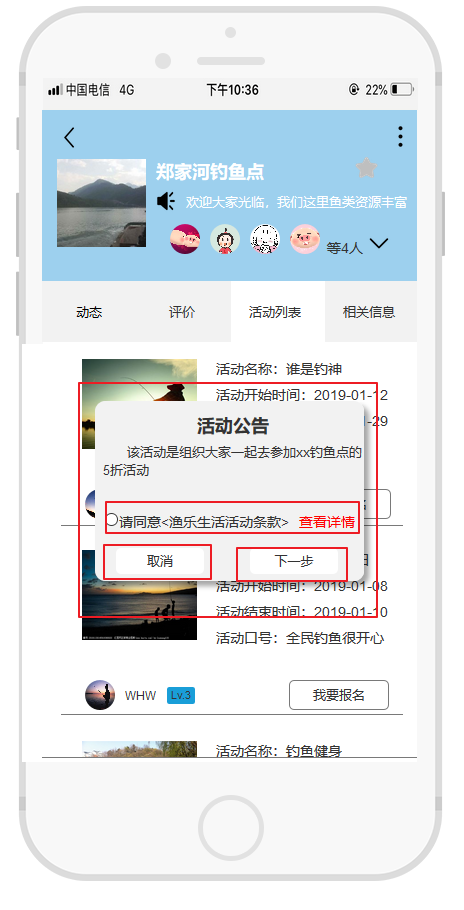 中国电信 4G 下午10:36 22%
郑家河钓鱼点
欢迎大家光临，我们这里鱼类资源丰富
等4人
动态 评价 活动列表 相关信息
活动名称：谁是钓神
活动开始时间：2019-01-12
-29
活动公告
该活动是组织大家一起去参加xx钓鱼点的
5折活动
请同意<渔乐生活活动条款> 查看详情
取消 下一步
活动开始时间：2019-01-08
活动结束时间：2019-01-10
活动口号：全民钓鱼很开心
WHW Lv.3 我要报名
活动名称：钓鱼健身